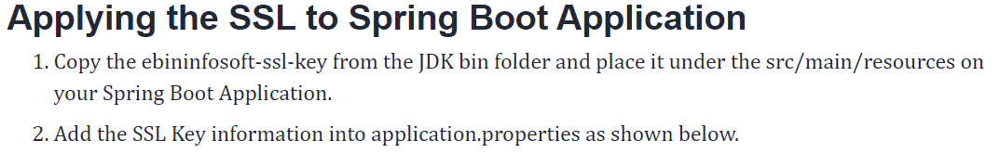 Applying the SSL to Spring Boot Application
1. Copy the ebininfosoft-ssl-key from the JDK bin folder and place it under the src/main/resources on
your Spring Boot Application.
2. Add the SSL Key information into application.properties as shown below.